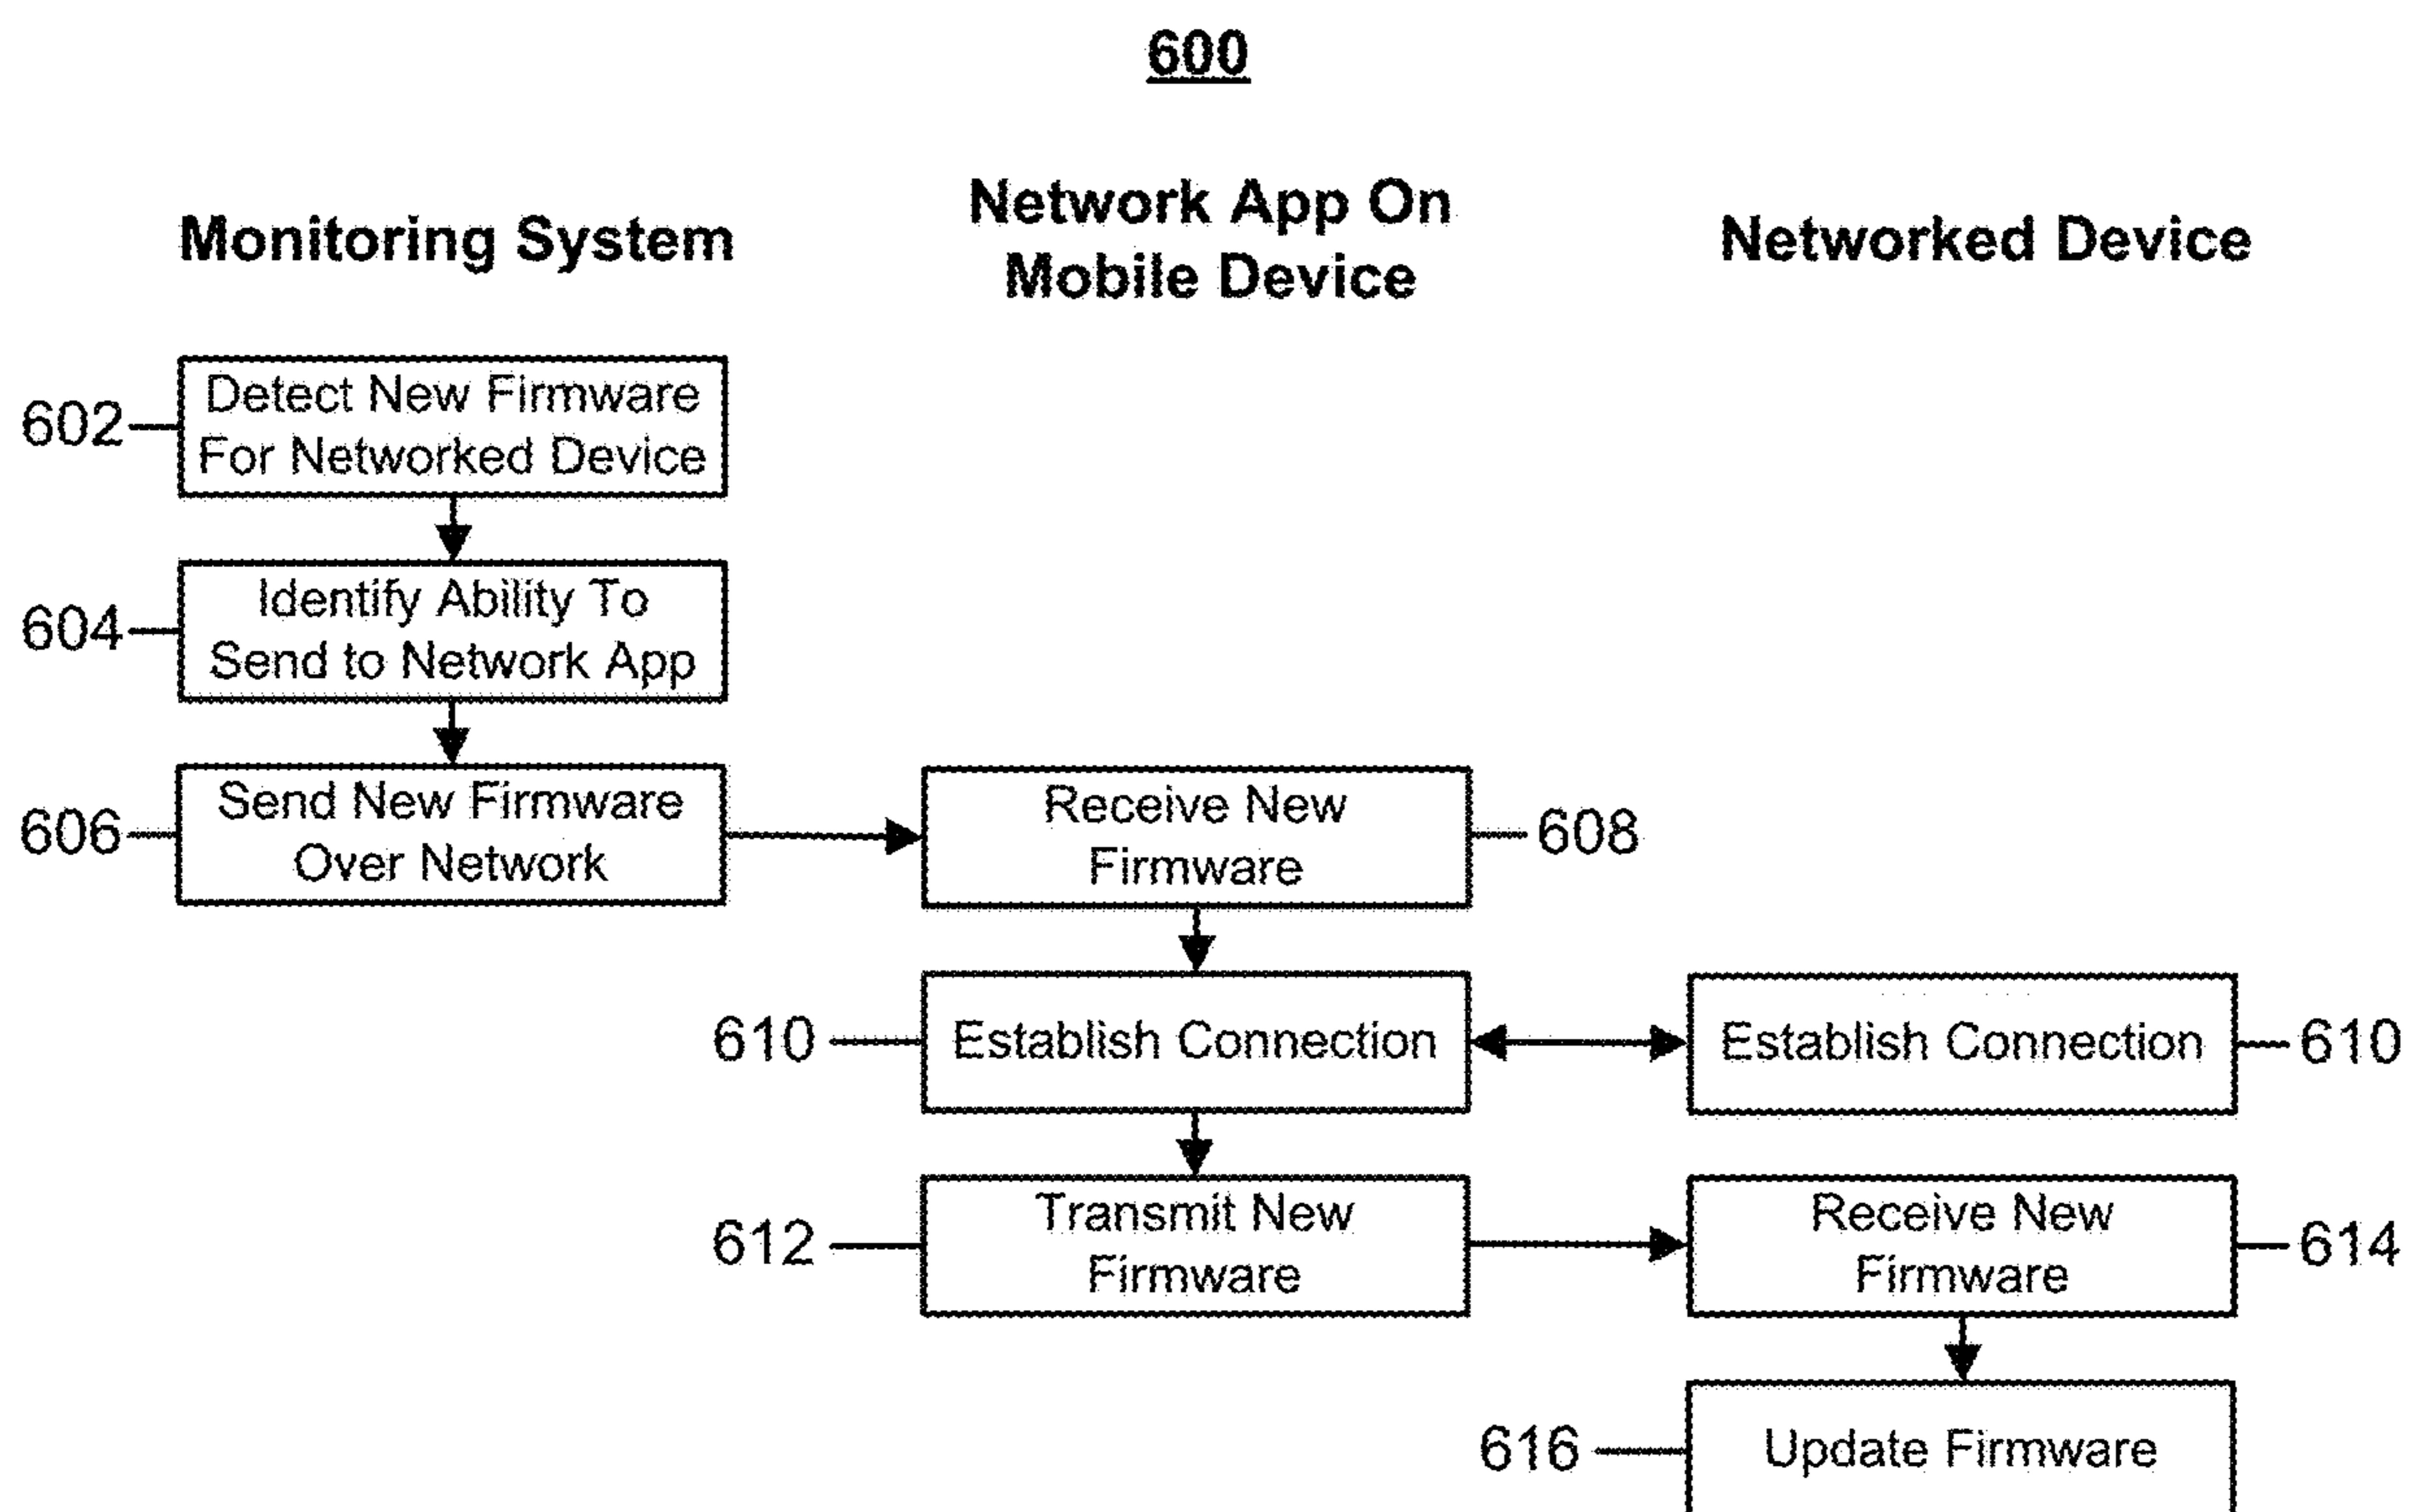 600
Monitoring System
Network App On
Mobile Device
Networked Device
602
Detect New Firmware
For Networked Device
604
Identify Ability To
Send to Network App
606
Send New Firmware
Over Network
Receive New
Firmware
608
610
Establish Connection
Establish Connection
610
612
Transmit New
Firmware
Receive New
Firmware
614
616
Update Firmware